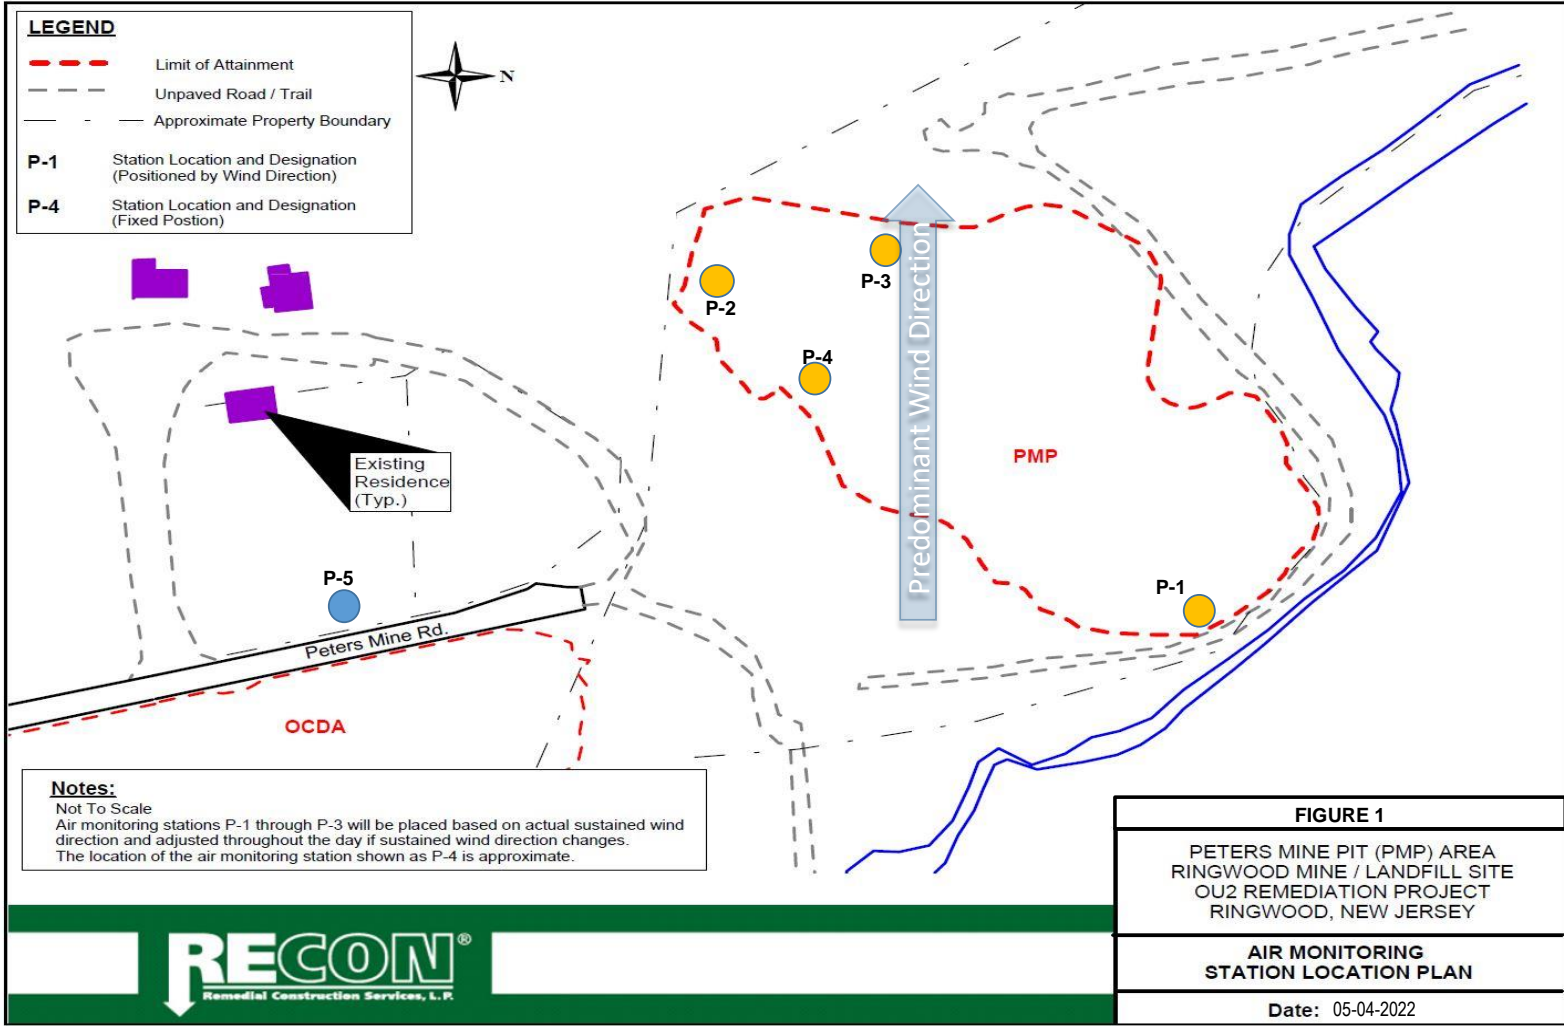 LEGEND
Limit of Attainment
Unpaved Road / Trail
Approximate Property Boundary
P-1 Station Location and Designation
(Positioned by Wind Direction)
P-4 Station Location and Designation
(Fixed Postion)
N
P-2
P-3
P-4
Predominant Wind Direction
PMP
Existing
Residence
(Typ.)
P-5
P-1
Peters Mine Rd.
OCDA
Notes:
Not To Scale
Air monitoring stations P-1 through P-3 will be placed based on actual sustained wind
direction and adjusted throughout the day if sustained wind direction changes.
The location of the air monitoring station shown as P-4 is approximate.
RECON®
Remedial Construction Services, L.P.
FIGURE 1
PETERS MINE PIT (PMP) AREA
RINGWOOD MINE / LANDFILL SITE
OU2 REMEDIATION PROJECT
RINGWOOD, NEW JERSEY
AIR MONITORING
STATION LOCATION PLAN
Date: 05-04-2022